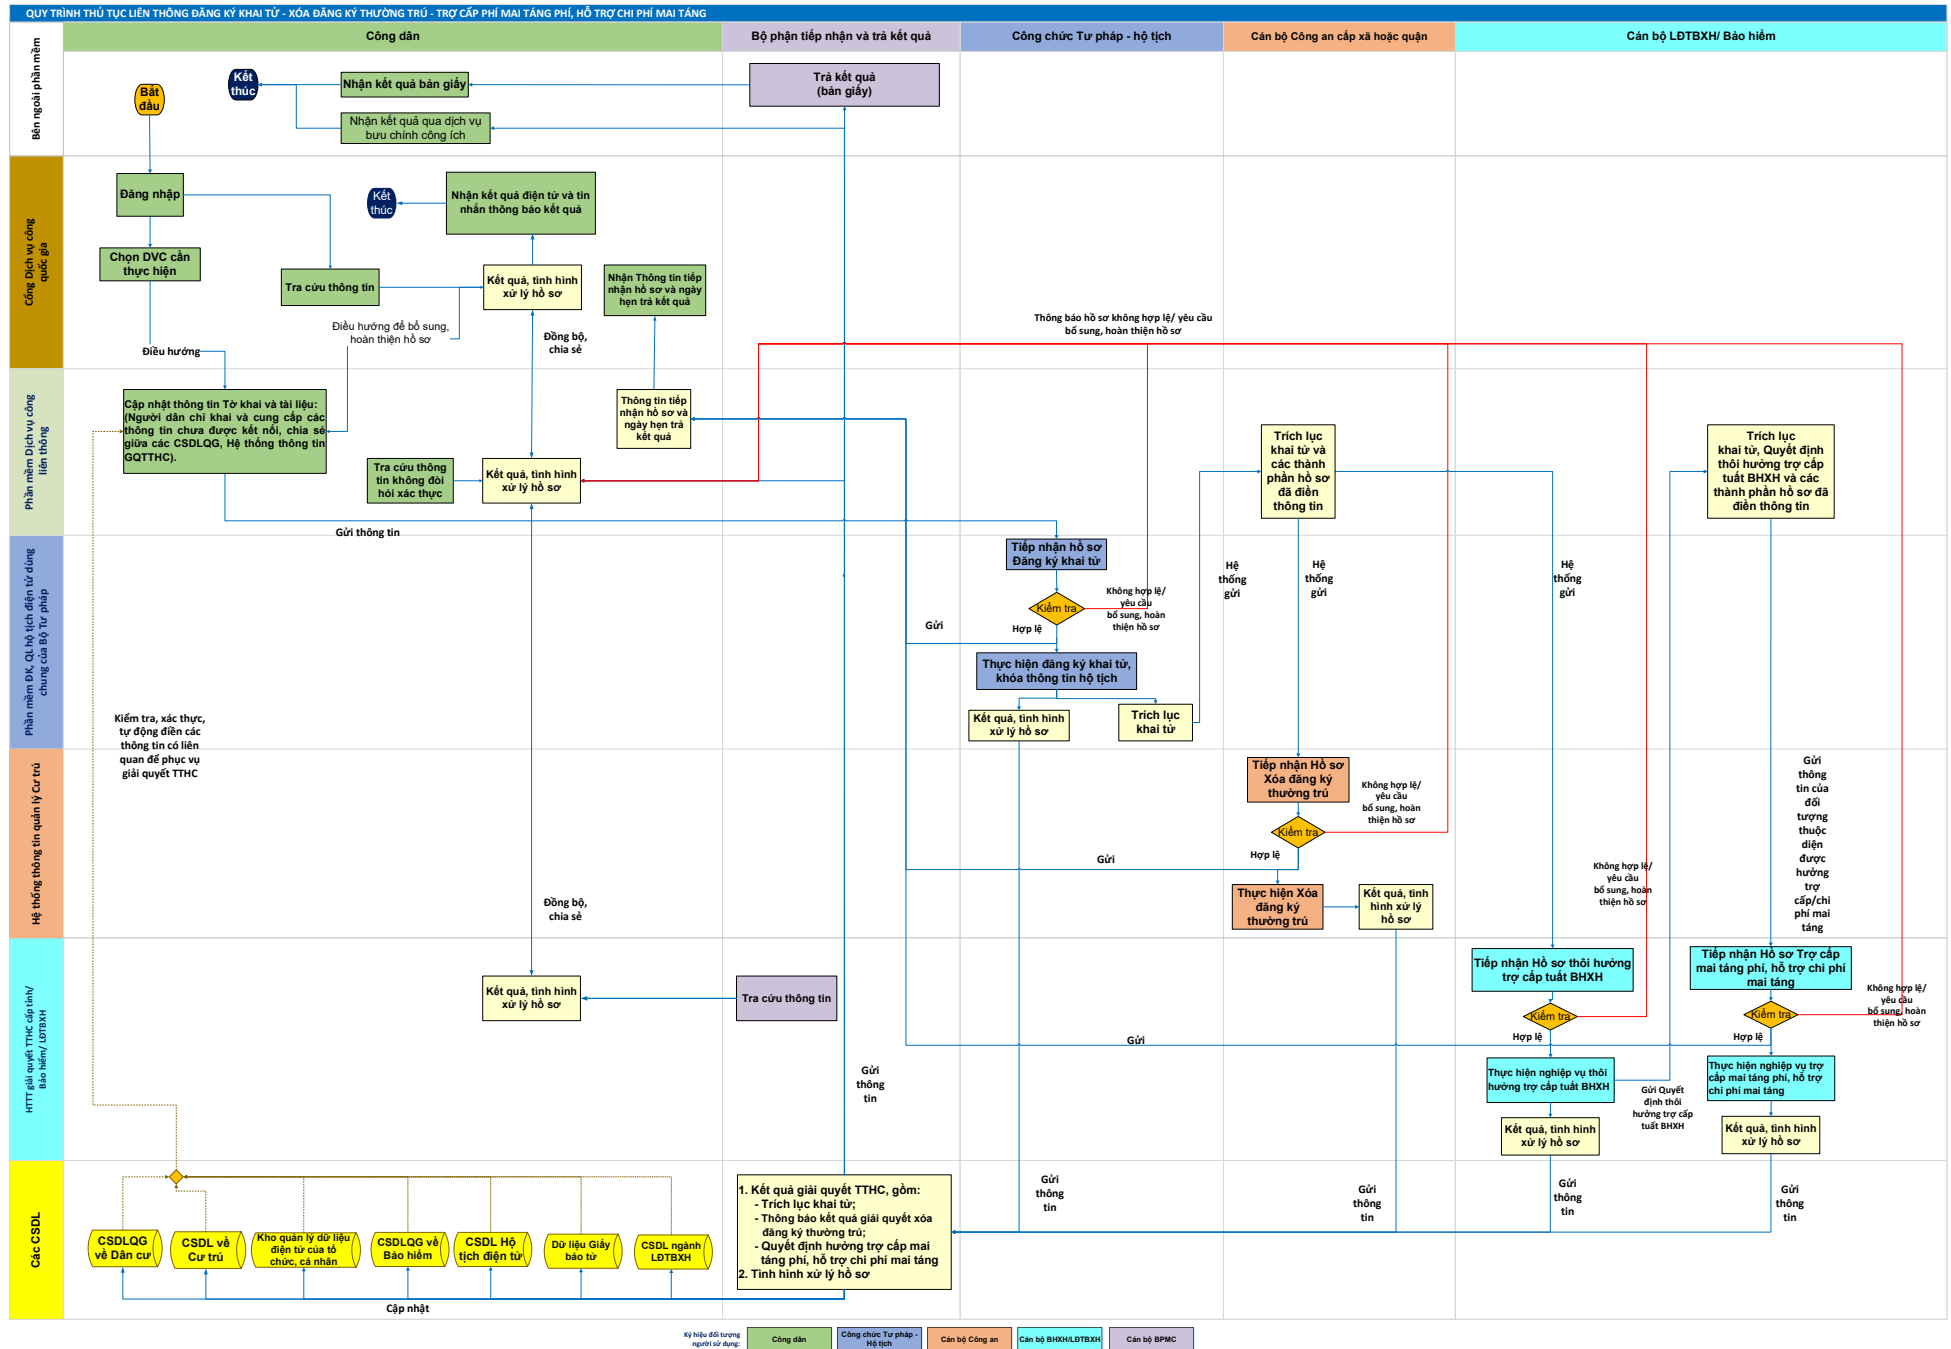 QUY TRÌNH THỦ TỤC LIÊN THÔNG ĐĂNG KÝ KHAI TỬ - XÓA ĐĂNG KÝ THƯỜNG TRÚ - TRỢ CẤP PHÍ MAI TÁNG PHÍ, HỖ TRỢ CHI PHÍ MAI TÁNG
Công dân
Bộ phận tiếp nhận và trả kết quả
Công chức Tư pháp - hộ tịch
Cán bộ Công an cấp xã hoặc quận
Cán bộ LĐTBXH/ Bảo hiểm
Bên ngoài phần mềm
Bắt
đầu
Kết
thúc
Nhận kết quả bản giấy
Nhận kết quả qua dịch vụ
bưu chính công ích
Trả kết quả
(bản giấy)
Cổng Dịch vụ công
quốc gia
Đăng nhập
Chọn DVC cần
thực hiện
Điều hướng
Tra cứu thông tin
Kết
thúc
Nhận kết quả điện tử và tin
nhắn thông báo kết quả
Kết quả, tình hình
xử lý hồ sơ
Điều hướng để bổ sung,
hoàn thiện hồ sơ
Đồng bộ,
chia sẻ
Nhận Thông tin tiếp
nhận hồ sơ và ngày
hẹn trả kết quả
Thông báo hồ sơ không hợp lệ/ yêu cầu
bổ sung, hoàn thiện hồ sơ
Phần mềm Dịch vụ công
liên thông
Cập nhật thông tin Tờ khai và tài liệu:
(Người dân chỉ khai và cung cấp các
thông tin chưa được kết nối, chia sẻ
giữa các CSDLQG, Hệ thống thông tin
GQTTHC).
Tra cứu thông
tin không đòi
hỏi xác thực
Kết quả, tình hình
xử lý hồ sơ
Thông tin tiếp
nhận hồ sơ và
ngày hẹn trả
kết quả
Trích lục
khai tử và
các thành
phần hồ sơ
đã điền
thông tin
Trích lục
khai tử, Quyết định
thôi hưởng trợ cấp
tuất BHXH và các
thành phần hồ sơ đã
điền thông tin
Gửi thông tin
Phần mềm ĐK, QL hộ tịch điện tử dùng
chung của Bộ Tư pháp
Tiếp nhận hồ sơ
Đăng ký khai tử
Kiểm tra
Không hợp lệ/
yêu cầu
bổ sung, hoàn
thiện hồ sơ
Gửi
Hợp lệ
Thực hiện đăng ký khai tử,
khóa thông tin hộ tịch
Kết quả, tình hình
xử lý hồ sơ
Trích lục
khai tử
Hệ
thống
gửi
Hệ
thống
gửi
Hệ
thống
gửi
Kiểm tra, xác thực,
tự động điền các
thông tin có liên
quan để phục vụ
giải quyết TTHC
Hệ thống thông tin quản lý Cư trú
Tiếp nhận Hồ sơ
Xóa đăng ký
thường trú
Kiểm tra
Không hợp lệ/
yêu cầu
bổ sung, hoàn
thiện hồ sơ
Gửi
Hợp lệ
Thực hiện Xóa
đăng ký
thường trú
Kết quả, tình
hình xử lý
hồ sơ
Đồng bộ,
chia sẻ
Không hợp lệ/
yêu cầu
bổ sung, hoàn
thiện hồ sơ
Gửi
thông
tin của
đối
tượng
thuộc
diện
được
hưởng
trợ
cấp/chi
phí mai
táng
HTTT giải quyết TTHC cấp tỉnh/
Bảo hiểm/ LĐTBXH
Kết quả, tình hình
xử lý hồ sơ
Tra cứu thông tin
Tiếp nhận Hồ sơ thôi hưởng
trợ cấp tuất BHXH
Kiểm tra
Hợp lệ
Tiếp nhận Hồ sơ Trợ cấp
mai táng phí, hỗ trợ chi phí
mai táng
Kiểm tra
Không hợp lệ/
yêu cầu
bổ sung, hoàn
thiện hồ sơ
Hợp lệ
Gửi
Gửi
thông
tin
Thực hiện nghiệp vụ thôi
hưởng trợ cấp tuất BHXH
Gửi Quyết
định thôi
hưởng trợ cấp
tuất BHXH
Thực hiện nghiệp vụ trợ
cấp mai táng phí, hỗ trợ
chi phí mai táng
Kết quả, tình hình
xử lý hồ sơ
Kết quả, tình hình
xử lý hồ sơ
Các CSDL
CSDLQG
về Dân cư
CSDL về
Cư trú
Kho quản lý dữ liệu
điện tử của tổ
chức, cá nhân
CSDLQG về
Bảo hiểm
CSDL Hộ
tịch điện tử
Dữ liệu Giấy
báo tử
CSDL ngành
LĐTBXH
Cập nhật
1. Kết quả giải quyết TTHC, gồm:
- Trích lục khai tử;
- Thông báo kết quả giải quyết xóa
đăng ký thường trú;
- Quyết định hưởng trợ cấp mai
táng phí, hỗ trợ chi phí mai táng
2. Tình hình xử lý hồ sơ
Gửi
thông
tin
Gửi
thông
tin
Gửi
thông
tin
Gửi
thông
tin
Ký hiệu đối tượng
người sử dụng:
Công dân
Công chức Tư pháp -
Hộ tịch
Cán bộ Công an
Cán bộ BHXH/LĐTBXH
Cán bộ BPMC